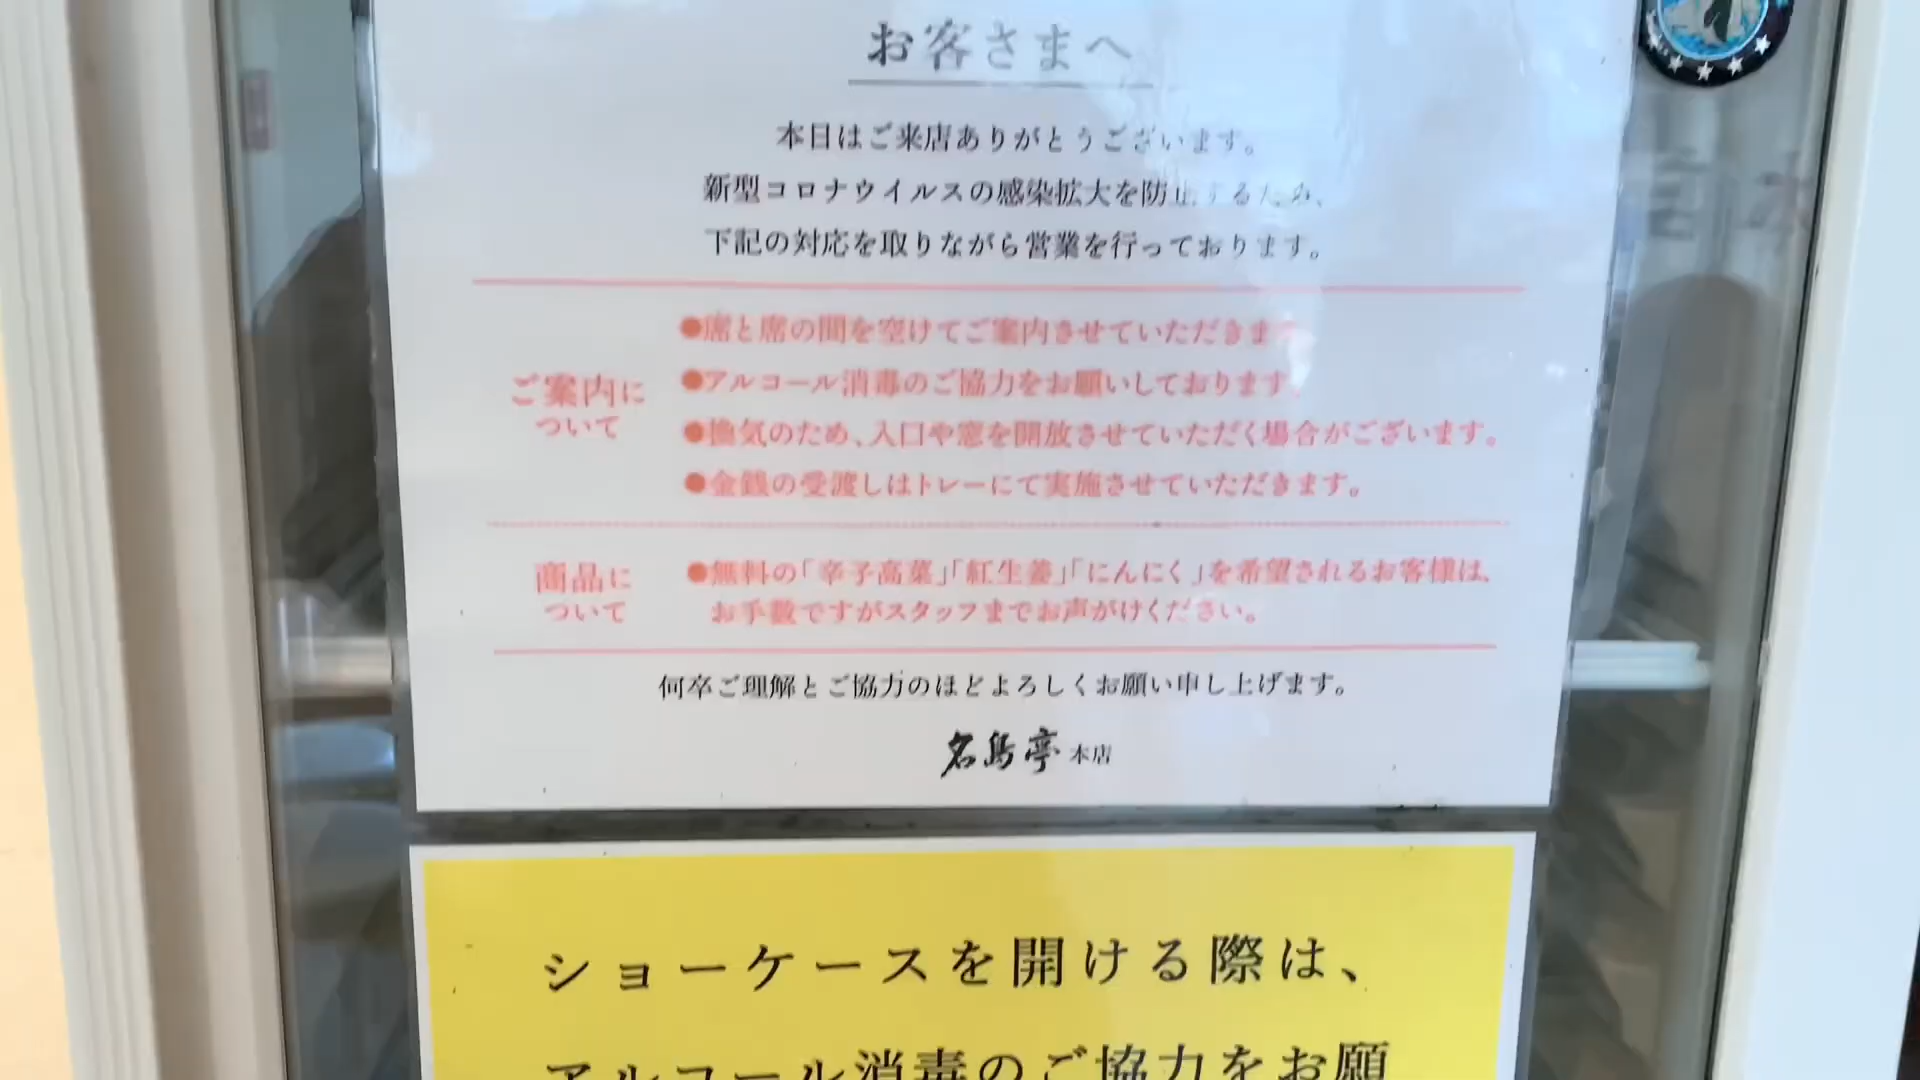 お客さまへ
本日はご来店ありがとうございます。
新型コロナウイルスの感染拡大を防止するため、
下記の対応を取りながら営業を行っております。
ご案内に
ついて
●席と席の間を空けてご案内させていただきます
●アルコール消毒のご協力をお願いしております。
●換気のため、入口や窓を開放させていただく場合がございます。
●金銭の受渡しはトレーにて実施させていただきます。
商品に
ついて
●無料の「辛子高菜」「紅生姜」「にんにく」を希望されるお客様は、
お手数ですがスタッフまでお声がけください。
何卒ご理解とご協力のほどよろしくお願い申し上げます。
名島亭 本店
ショーケースを開ける際は、
アルコール消毒のご協力をお願